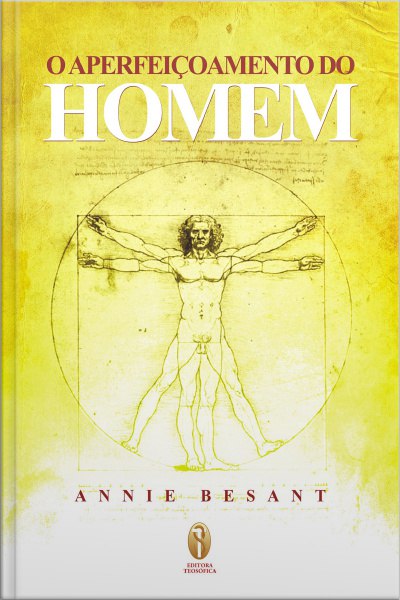 O APERFEIÇOAMENTO DO
HOMEM
ANNIE BESANT
EDITORA
TEOSÓFICA